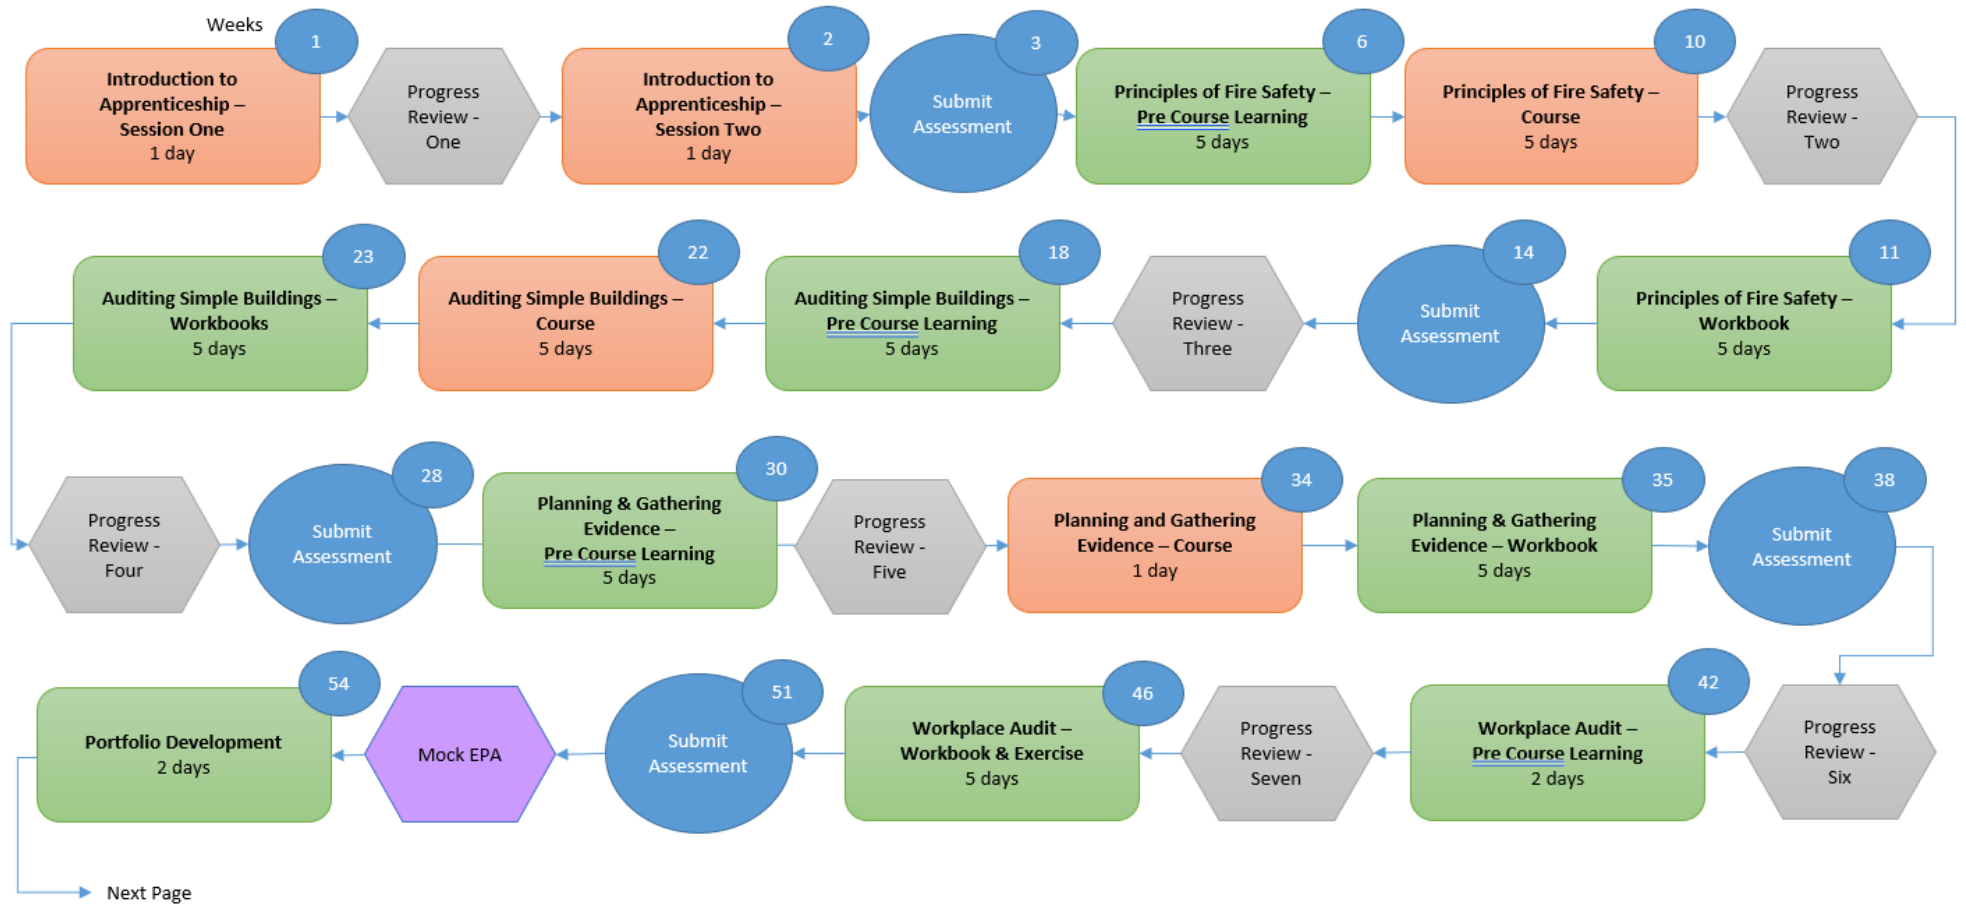 Weeks
1
Introduction to
Apprenticeship –
Session One
1 day
Progress
Review -
One
2
Introduction to
Apprenticeship –
Session Two
1 day
3
Submit
Assessment
6
Principles of Fire Safety –
Pre Course Learning
5 days
10
Principles of Fire Safety –
Course
5 days
Progress
Review -
Two
11
Principles of Fire Safety –
Workbook
5 days
14
Submit
Assessment
Progress
Review -
Three
18
Auditing Simple Buildings –
Pre Course Learning
5 days
22
Auditing Simple Buildings –
Course
5 days
23
Auditing Simple Buildings –
Workbooks
5 days
Progress
Review -
Four
28
Submit
Assessment
30
Planning & Gathering
Evidence –
Pre Course Learning
5 days
Progress
Review -
Five
34
Planning and Gathering
Evidence – Course
1 day
35
Planning & Gathering
Evidence – Workbook
5 days
38
Submit
Assessment
Progress
Review -
Six
42
Workplace Audit –
Pre Course Learning
2 days
Progress
Review -
Seven
46
Workplace Audit –
Workbook & Exercise
5 days
51
Submit
Assessment
Mock EPA
54
Portfolio Development
2 days
Next Page